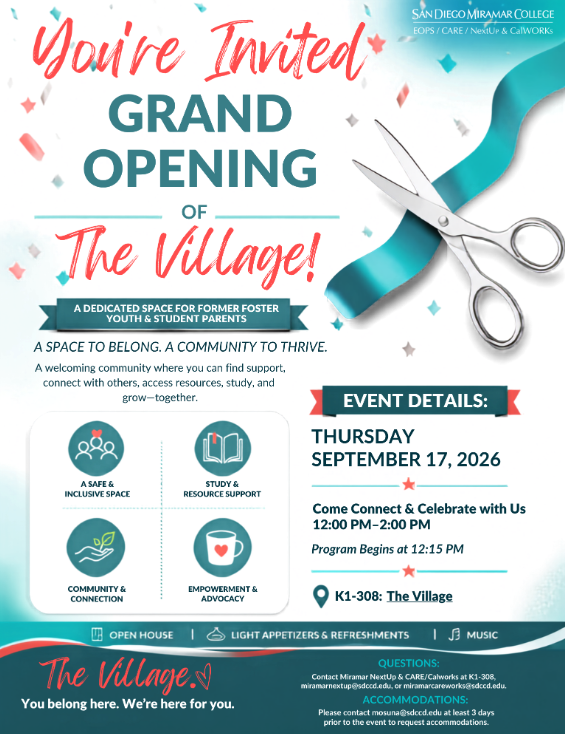 SAN DIEGO MIRAMAR COLLEGE
EOPS / CARE / NextUp & CalWORKs
You're Invited
GRAND
OPENING
OF
The Village!
A DEDICATED SPACE FOR FORMER FOSTER
YOUTH & STUDENT PARENTS
A SPACE TO BELONG. A COMMUNITY TO THRIVE.
A welcoming community where you can find support,
connect with others, access resources, study, and
grow—together.
A SAFE &
INCLUSIVE SPACE
STUDY &
RESOURCE SUPPORT
COMMUNITY &
CONNECTION
EMPOWERMENT &
ADVOCACY
EVENT DETAILS:
THURSDAY
SEPTEMBER 17, 2026
Come Connect & Celebrate with Us
12:00 PM–2:00 PM
Program Begins at 12:15 PM
K1-308: The Village
OPEN HOUSE | LIGHT APPETIZERS & REFRESHMENTS | MUSIC
The Village.
You belong here. We're here for you.
QUESTIONS:
Contact Miramar NextUp & CARE/Calworks at K1-308,
miramarnextup@sdccd.edu, or miramarcareworks@sdccd.edu.
ACCOMMODATIONS:
Please contact mosuna@sdccd.edu at least 3 days
prior to the event to request accommodations.